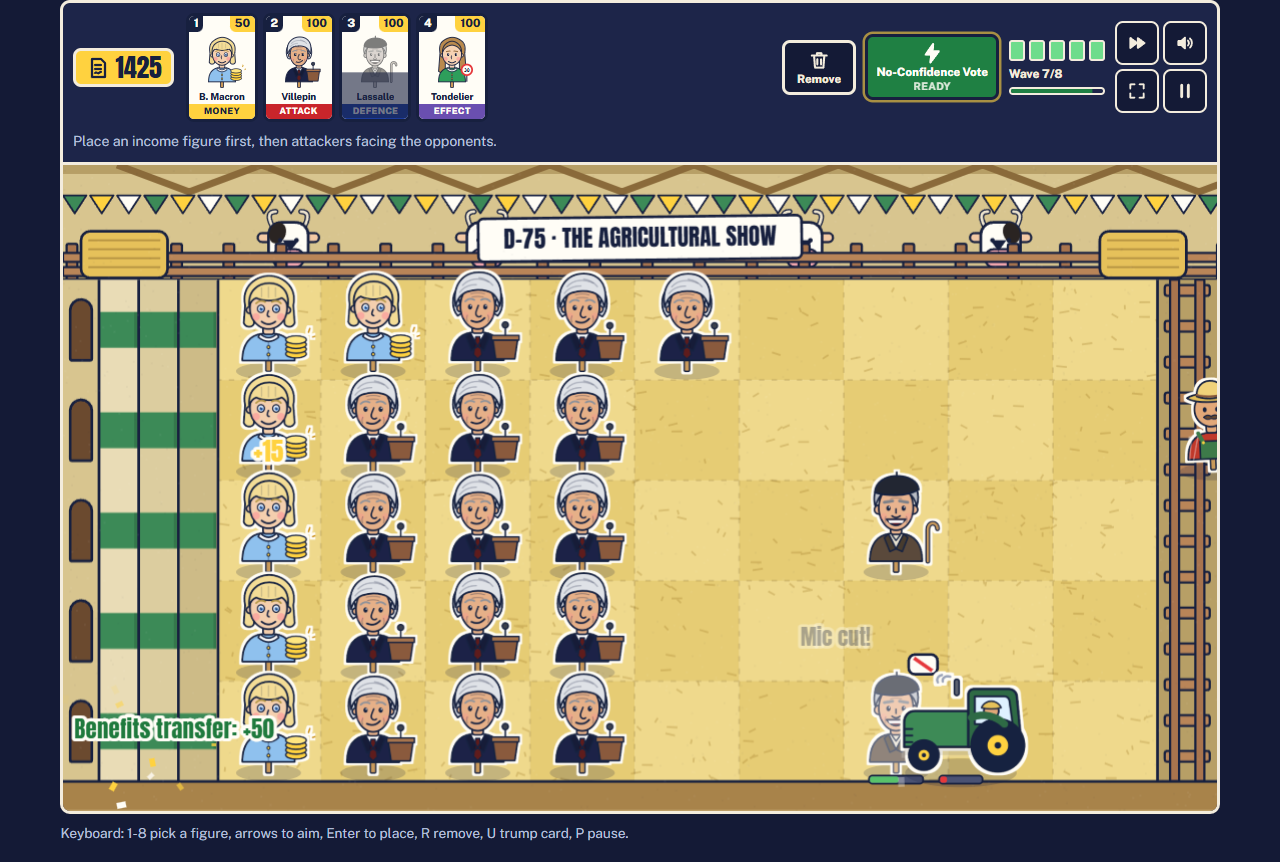 1425
1 50
B. Macron
MONEY
2 100
Villepin
ATTACK
3 100
Lassalle
DEFENCE
4 100
Tondelier
EFFECT
Remove
No-Confidence Vote
READY
Wave 7/8
Place an income figure first, then attackers facing the opponents.
D-75 · THE AGRICULTURAL SHOW
+15
Mic cut!
Benefits transfer: +50
Keyboard: 1-8 pick a figure, arrows to aim, Enter to place, R remove, U trump card, P pause.